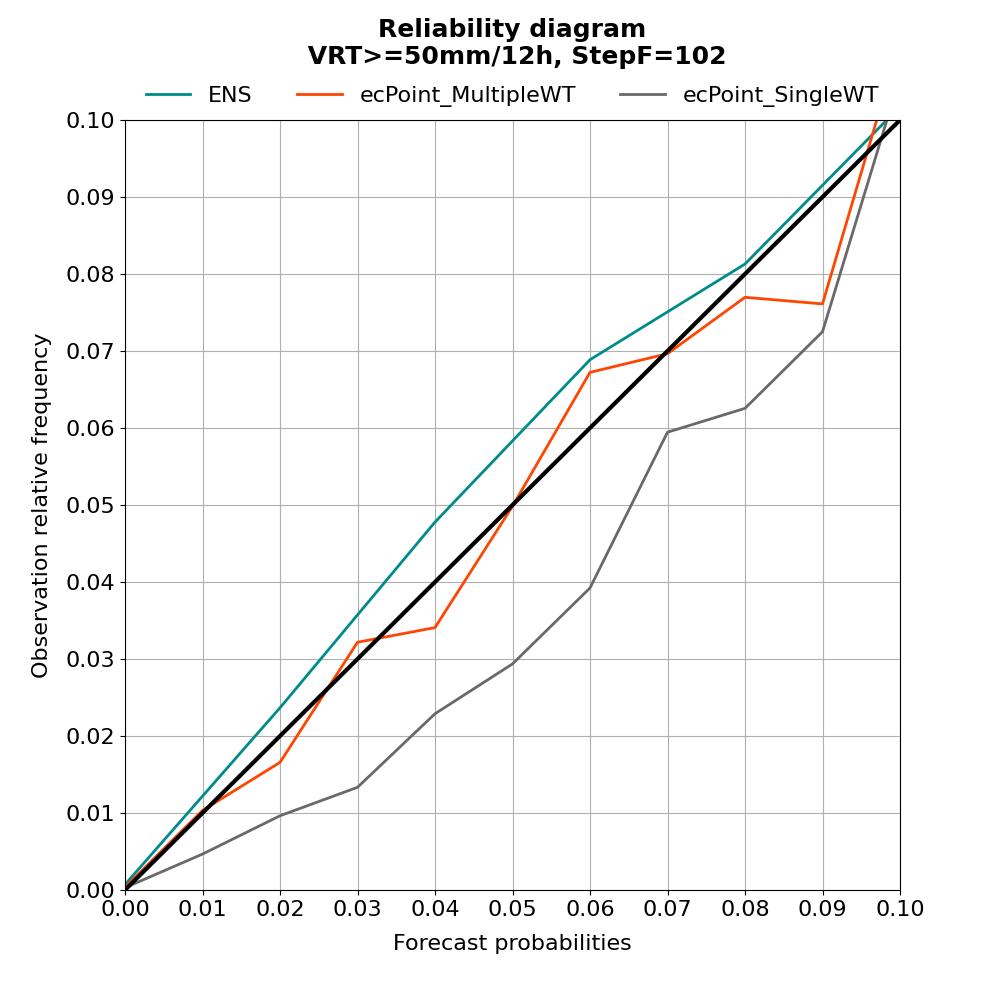 Reliability diagram
VRT>=50mm/12h, StepF=102
ENS ecPoint_MultipleWT ecPoint_SingleWT
0.10
0.09
0.08
0.07
0.06
0.05
0.04
0.03
0.02
0.01
0.00
Observation relative frequency
0.00 0.01 0.02 0.03 0.04 0.05 0.06 0.07 0.08 0.09 0.10
Forecast probabilities